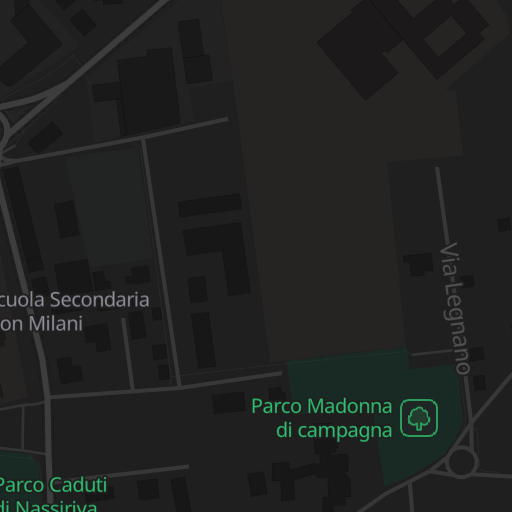 Via Legnano
cuola Secondaria
on Milani
Parco Madonna
di campagna
Parco Caduti
di Nassiriya